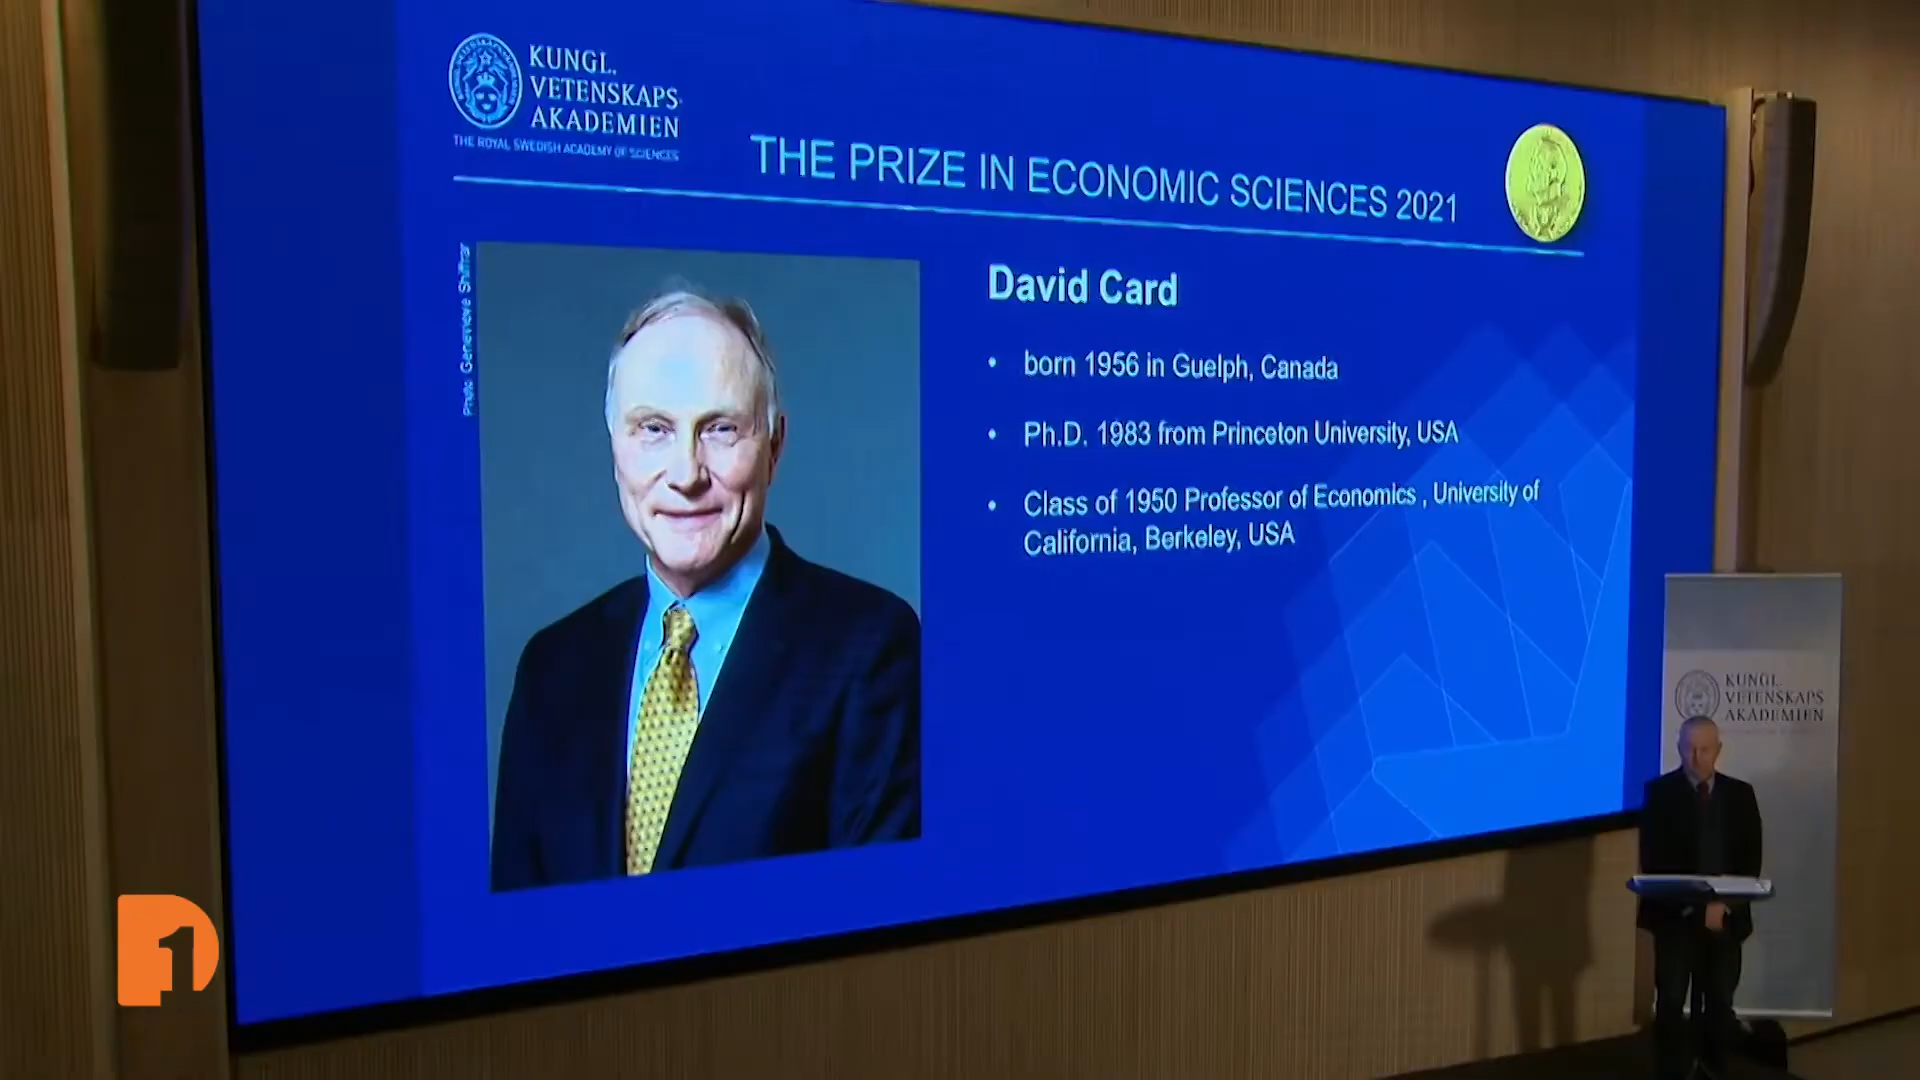 KUNGL.
VETENSKAPS-
AKADEMIEN
THE ROYAL SWEDISH ACADEMY OF SCIENCES
THE PRIZE IN ECONOMIC SCIENCES 2021
Photo Genevieve Shiffrar
David Card
• born 1956 in Guelph, Canada
• Ph.D. 1983 from Princeton University, USA
• Class of 1950 Professor of Economics , University of
California, Berkeley, USA
KUNGL.
VETENSKAPS
AKADEMIEN
1